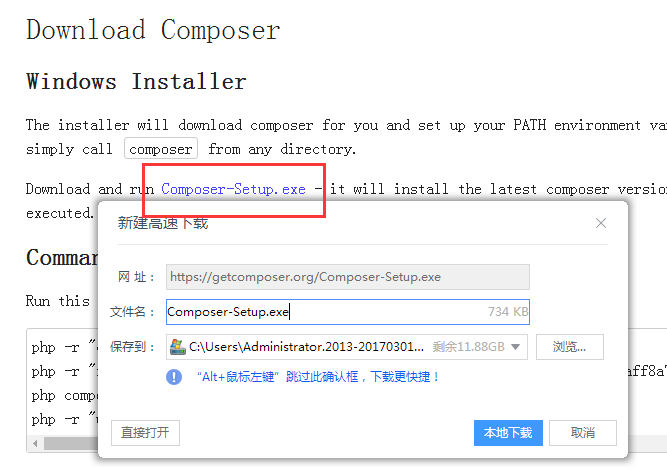 Download Composer
Windows Installer
The installer will download composer for you and set up your PATH environment va
simply call composer from any directory.
Download and run Composer-Setup.exe - it will install the latest composer versio
executed.
新建高速下载
Comma
网 址： https://getcomposer.org/Composer-Setup.exe
Run this
文件名： Composer-Setup.exe 734 KB
php -r "
保存到： C:\Users\Administrator.2013-20170301... 剩余11.88GB 浏览...
php -r " aff8a
“Alt+鼠标左键”跳过此确认框，下载更快捷！
php compo
php -r "
直接打开 本地下载 取消